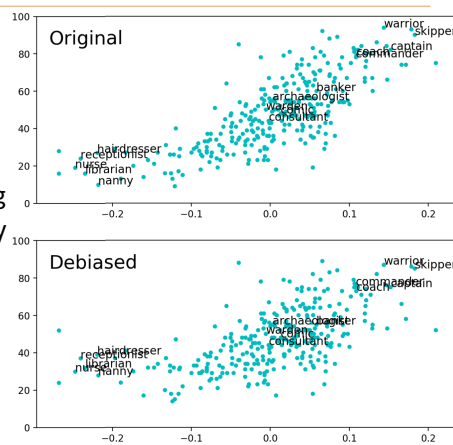 100
Original
warrior
skipper
captain
coach
commander
80
banker
60
archaeologist
warden
comic
consultant
40
hairdresser
receptionist
20
nurse
librarian
nanny
0
−0.2 −0.1 0.0 0.1 0.2
g
y
100
Debiased
warrior
skipper
80
commander
captain
coach
60
archaeologist
banker
warden
comic
consultant
40
hairdresser
receptionist
librarian
nurse
nanny
20
0
−0.2 −0.1 0.0 0.1 0.2